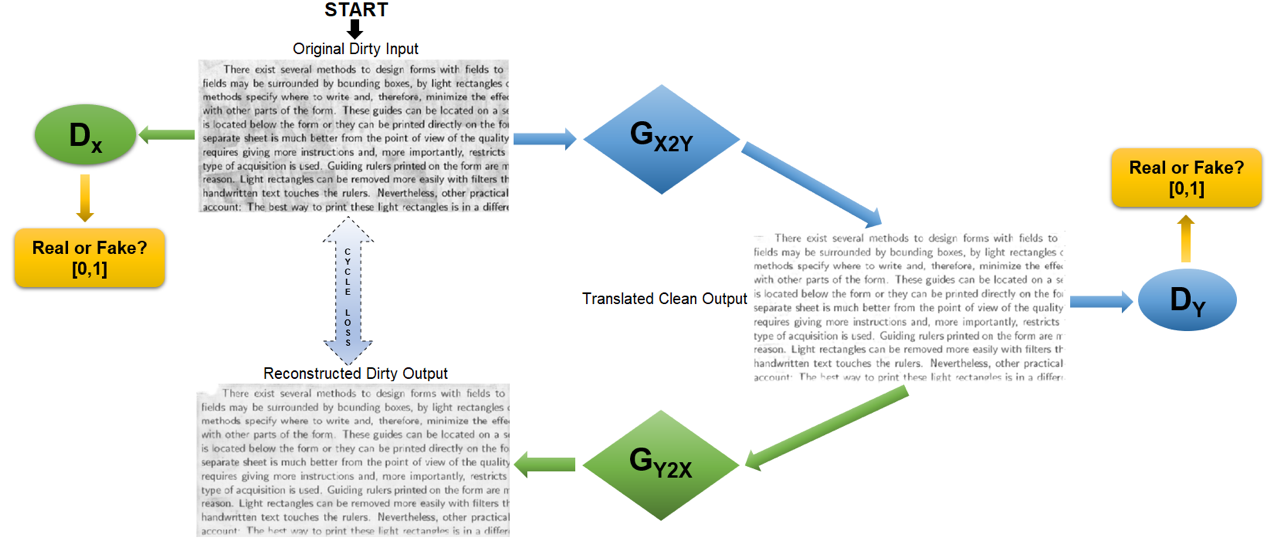 START
Original Dirty Input
There exist several methods to design forms with fields to
fields may be surrounded by bounding boxes, by light rectangles
methods specify where to write and, therefore, minimize the effe
with other parts of the form. These guides can be located on a se
is located below the form or they can be printed directly on the fo
separate sheet is much better from the point of view of the quality
requires giving more instructions and, more importantly, restricts
type of acquisition is used. Guiding rulers printed on the form are m
reason. Light rectangles can be removed more easily with filters th
handwritten text touches the rulers. Nevertheless, other practical
account: The best way to print these light rectangles is in a differe
DX
Real or Fake?
[0,1]
GX2Y
Translated Clean Output
There exist several methods to design forms with fields to
fields may be surrounded by bounding boxes, by light rectangles
methods specify where to write and, therefore, minimize the effe
with other parts of the form. These guides can be located on a se
is located below the form or they can be printed directly on the fo
separate sheet is much better from the point of view of the quality
requires giving more instructions and, more importantly, restricts
type of acquisition is used. Guiding rulers printed on the form are m
reason. Light rectangles can be removed more easily with filters th
handwritten text touches the rulers. Nevertheless, other practical
account: The best way to print these light rectangles is in a differe
Real or Fake?
[0,1]
DY
CYCLE LOSS
Reconstructed Dirty Output
There exist several methods to design forms with fields to
fields may be surrounded by bounding boxes, by light rectangles
methods specify where to write and, therefore, minimize the effe
with other parts of the form. These guides can be located on a se
is located below the form or they can be printed directly on the fo
separate sheet is much better from the point of view of the quality
requires giving more instructions and, more importantly, restricts
type of acquisition is used. Guiding rulers printed on the form are m
reason. Light rectangles can be removed more easily with filters th
handwritten text touches the rulers. Nevertheless, other practical
account: The best way to print these light rectangles is in a differe
GY2X